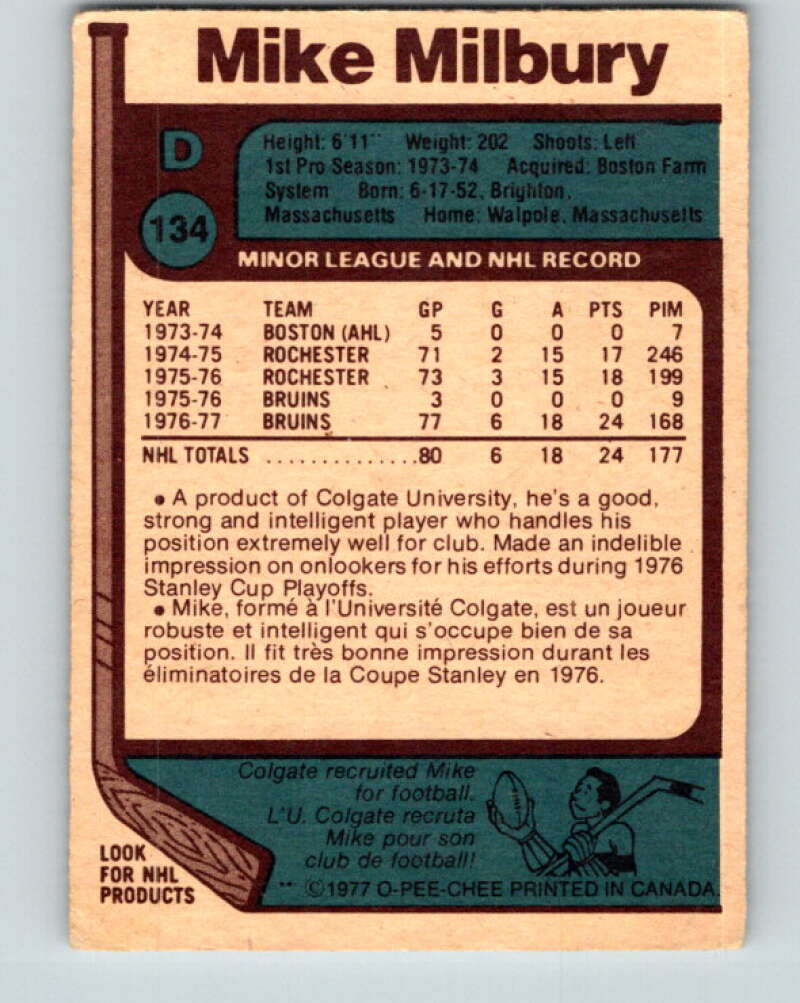 Mike Milbury
D
134
Height: 6'11" Weight: 202 Shoots: Left
1st Pro Season: 1973-74 Acquired: Boston Farm
System Born: 6-17-52, Brighton,
Massachusetts Home: Walpole, Massachusetts
MINOR LEAGUE AND NHL RECORD
YEAR TEAM GP G A PTS PIM
1973-74 BOSTON (AHL) 5 0 0 0 7
1974-75 ROCHESTER 71 2 15 17 246
1975-76 ROCHESTER 73 3 15 18 199
1975-76 BRUINS 3 0 0 0 9
1976-77 BRUINS 77 6 18 24 168
NHL TOTALS ..............80 6 18 24 177
• A product of Colgate University, he's a good,
strong and intelligent player who handles his
position extremely well for club. Made an indelible
impression on onlookers for his efforts during 1976
Stanley Cup Playoffs.
• Mike, formé à l'Université Colgate, est un joueur
robuste et intelligent qui s'occupe bien de sa
position. Il fit très bonne impression durant les
éliminatoires de la Coupe Stanley en 1976.
Colgate recruited Mike
for football.
L'U. Colgate recruta
Mike pour son
club de football!
LOOK
FOR NHL
PRODUCTS
** ©1977 O-PEE-CHEE PRINTED IN CANADA.